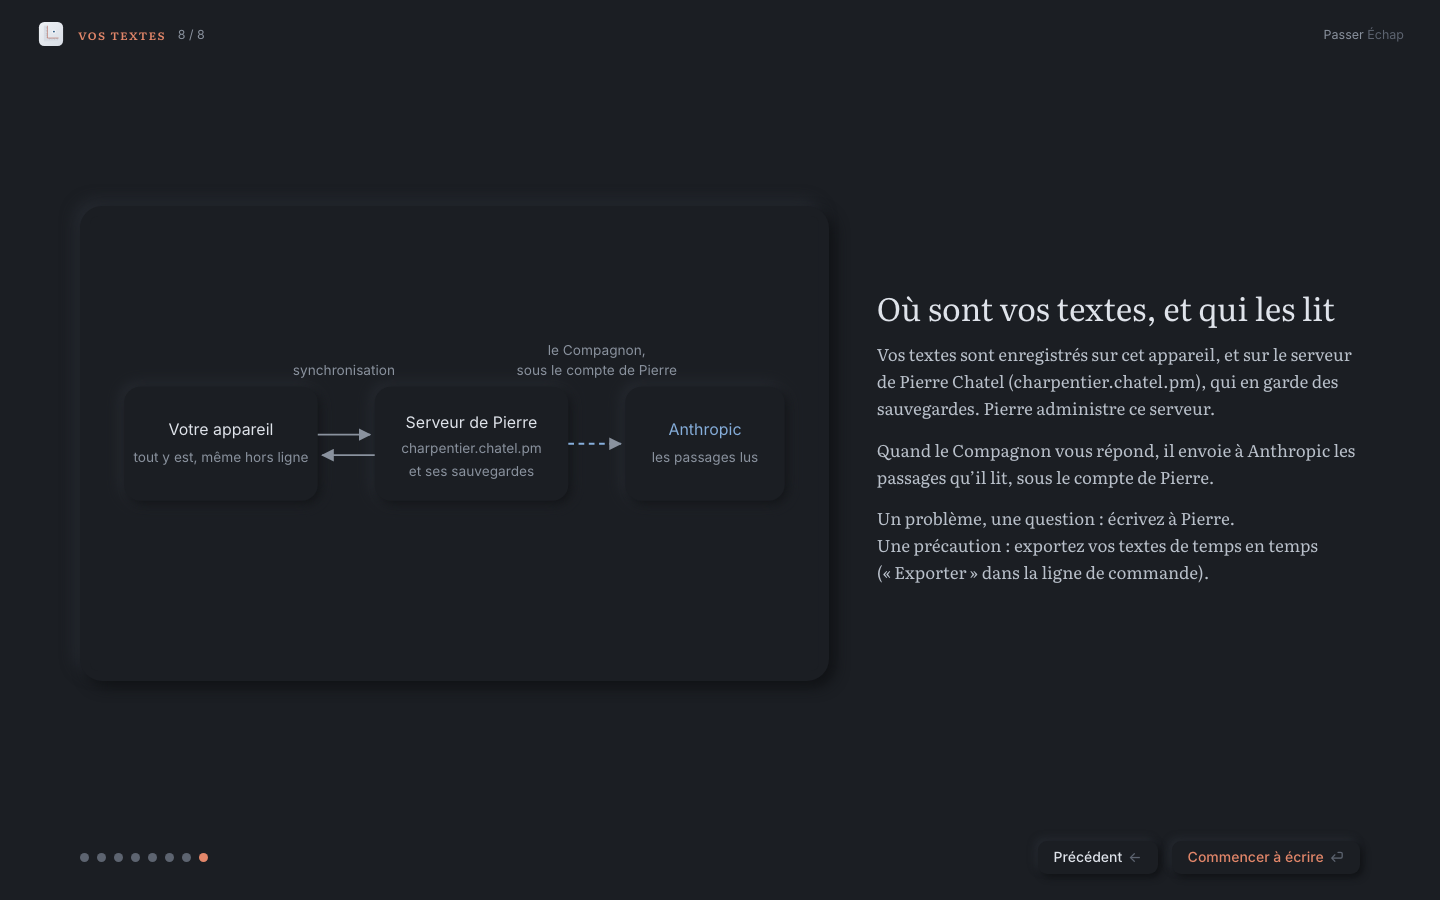 VOS TEXTES 8 / 8
Passer Échap
le Compagnon,
sous le compte de Pierre
synchronisation
Votre appareil
tout y est, même hors ligne
Serveur de Pierre
charpentier.chatel.pm
et ses sauvegardes
Anthropic
les passages lus
Où sont vos textes, et qui les lit
Vos textes sont enregistrés sur cet appareil, et sur le serveur
de Pierre Chatel (charpentier.chatel.pm), qui en garde des
sauvegardes. Pierre administre ce serveur.
Quand le Compagnon vous répond, il envoie à Anthropic les
passages qu’il lit, sous le compte de Pierre.
Un problème, une question : écrivez à Pierre.
Une précaution : exportez vos textes de temps en temps
(« Exporter » dans la ligne de commande).
Précédent ←
Commencer à écrire ⏎